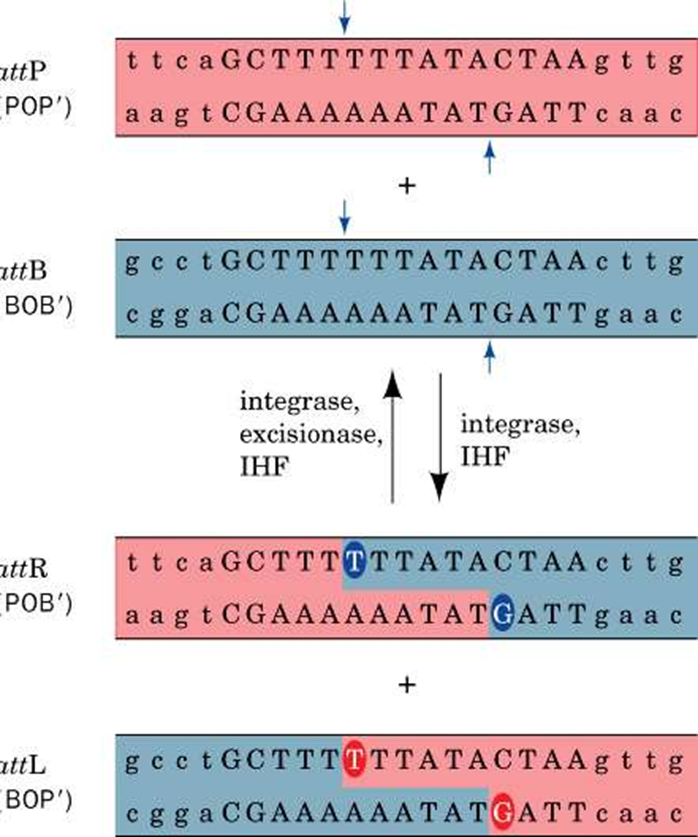 attP
(POP')
t t c a G C T T T T T T A T A C T A A g t t g
a a g t C G A A A A A A T A T G A T T c a a c
+
attB
BOB')
g c c t G C T T T T T T A T A C T A A c t t g
c g g a C G A A A A A A T A T G A T T g a a c
integrase,
excisionase,
IHF
integrase,
IHF
attR
(POB')
t t c a G C T T T T T T A T A C T A A c t t g
a a g t C G A A A A A A T A T G A T T g a a c
+
attL
(BOP')
g c c t G C T T T T T T A T A C T A A g t t g
c g g a C G A A A A A A T A T G A T T c a a c